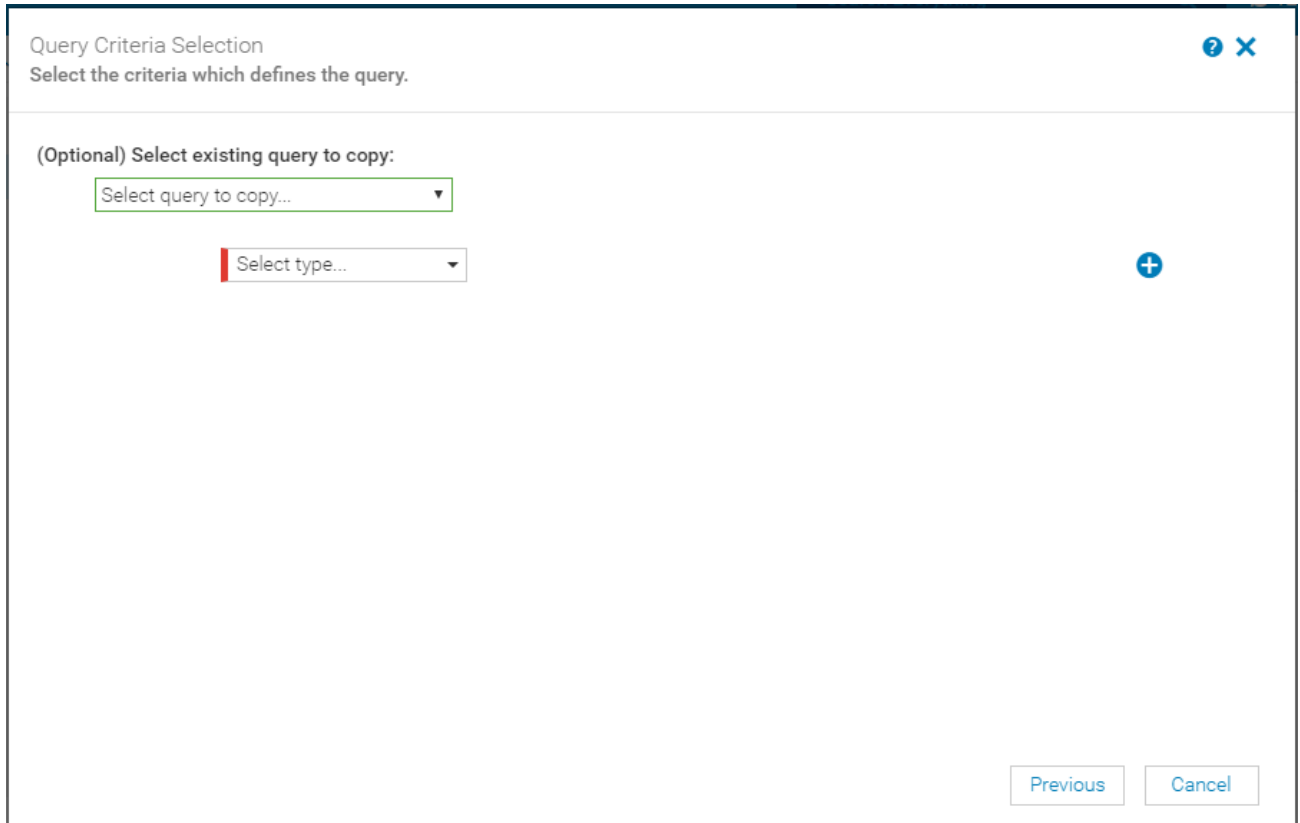 Query Criteria Selection
Select the criteria which defines the query.
(Optional) Select existing query to copy:
Select query to copy...
Select type...
Previous
Cancel